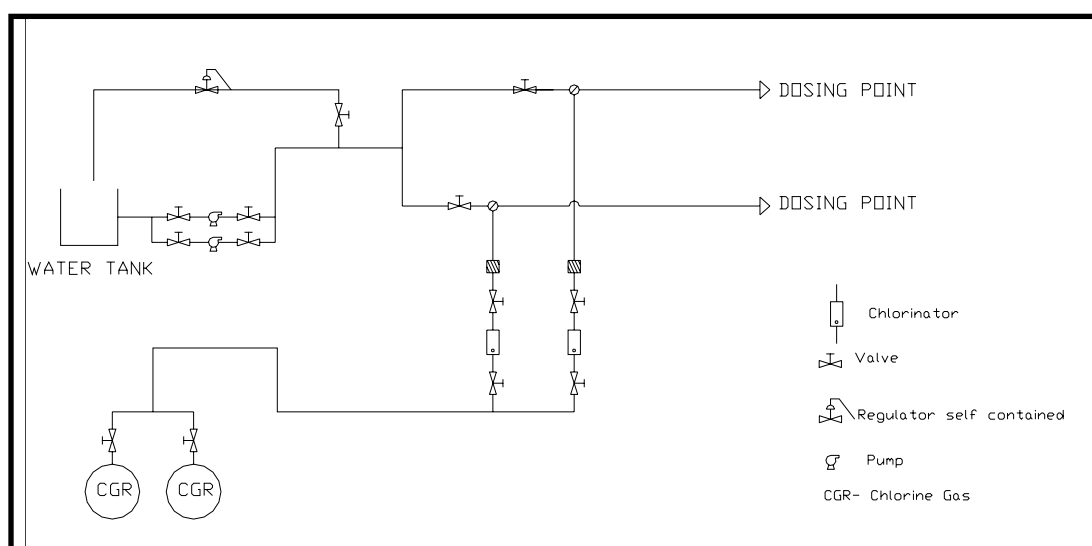 DOSING POINT
DOSING POINT
WATER TANK
Chlorinator
Valve
Regulator self contained
Pump
CGR CGR
CGR- Chlorine Gas